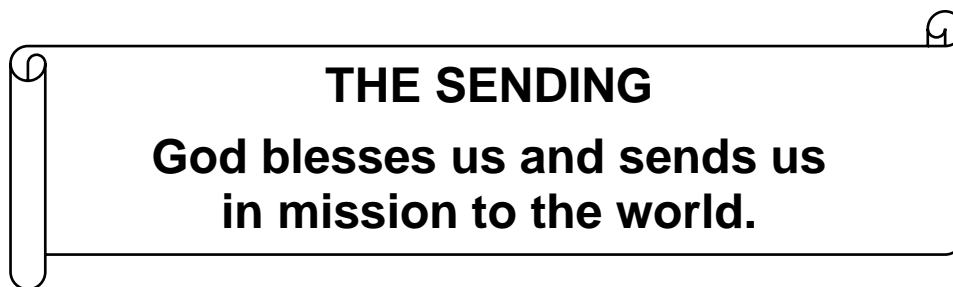 THE SENDING
God blesses us and sends us
in mission to the world.